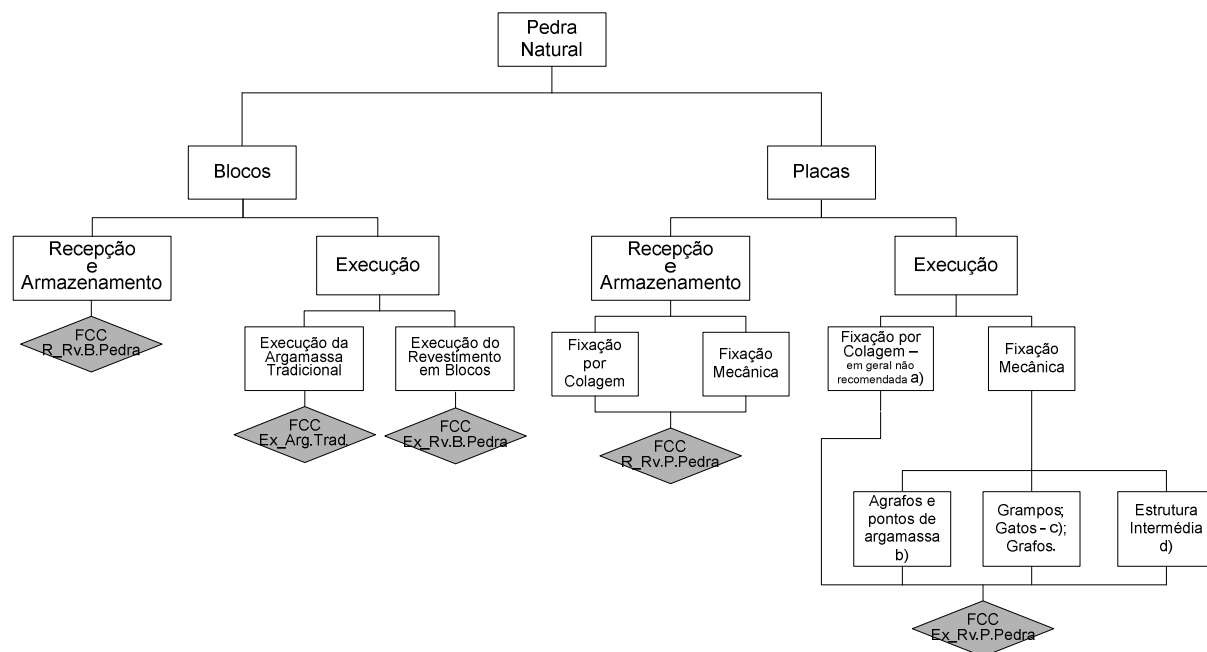 Pedra
Natural
Blocos
Placas
Recepção
e
Armazenamento
Execução
Recepção
e
Armazenamento
Execução
FCC
R_Rv.B.Pedra
Execução da
Argamassa
Tradicional
Execução do
Revestimento
em Blocos
Fixação
por
Colagem
Fixação
Mecânica
Fixação por
Colagem –
em geral não
recomendada a)
Fixação
Mecânica
FCC
Ex_Arg.Trad.
FCC
Ex_Rv.B.Pedra
FCC
R_Rv.P.Pedra
Agrafos e
pontos de
argamassa
b)
Grampos;
Gatos - c);
Grafos.
Estrutura
Intermédia
d)
FCC
Ex_Rv.P.Pedra